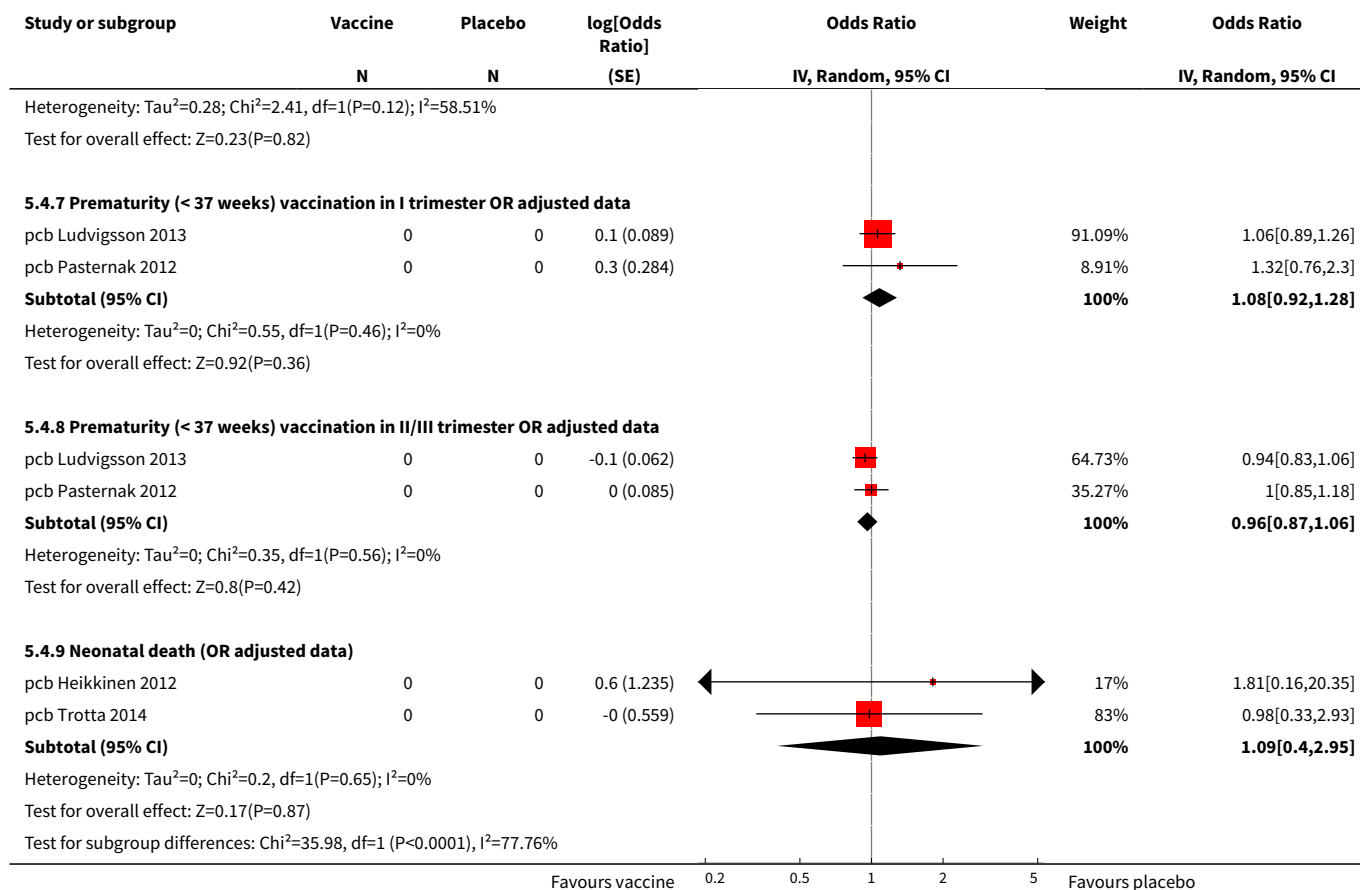 Study or subgroup Vaccine Placebo log[Odds Ratio] Odds Ratio Weight Odds Ratio
N N (SE) IV, Random, 95% CI IV, Random, 95% CI
Heterogeneity: Tau²=0.28; Chi²=2.41, df=1(P=0.12); I²=58.51%
Test for overall effect: Z=0.23(P=0.82)
5.4.7 Prematurity (< 37 weeks) vaccination in I trimester OR adjusted data
pcb Ludvigsson 2013 0 0 0.1 (0.089) 91.09% 1.06[0.89,1.26]
pcb Pasternak 2012 0 0 0.3 (0.284) 8.91% 1.32[0.76,2.3]
Subtotal (95% CI) 100% 1.08[0.92,1.28]
Heterogeneity: Tau²=0; Chi²=0.55, df=1(P=0.46); I²=0%
Test for overall effect: Z=0.92(P=0.36)
5.4.8 Prematurity (< 37 weeks) vaccination in II/III trimester OR adjusted data
pcb Ludvigsson 2013 0 0 -0.1 (0.062) 64.73% 0.94[0.83,1.06]
pcb Pasternak 2012 0 0 0 (0.085) 35.27% 1[0.85,1.18]
Subtotal (95% CI) 100% 0.96[0.87,1.06]
Heterogeneity: Tau²=0; Chi²=0.35, df=1(P=0.56); I²=0%
Test for overall effect: Z=0.8(P=0.42)
5.4.9 Neonatal death (OR adjusted data)
pcb Heikkinen 2012 0 0 0.6 (1.235) 17% 1.81[0.16,20.35]
pcb Trotta 2014 0 0 -0 (0.559) 83% 0.98[0.33,2.93]
Subtotal (95% CI) 100% 1.09[0.4,2.95]
Heterogeneity: Tau²=0; Chi²=0.2, df=1(P=0.65); I²=0%
Test for overall effect: Z=0.17(P=0.87)
Test for subgroup differences: Chi²=35.98, df=1 (P<0.0001), I²=77.76%
Favours vaccine 0.2 0.5 1 2 5 Favours placebo